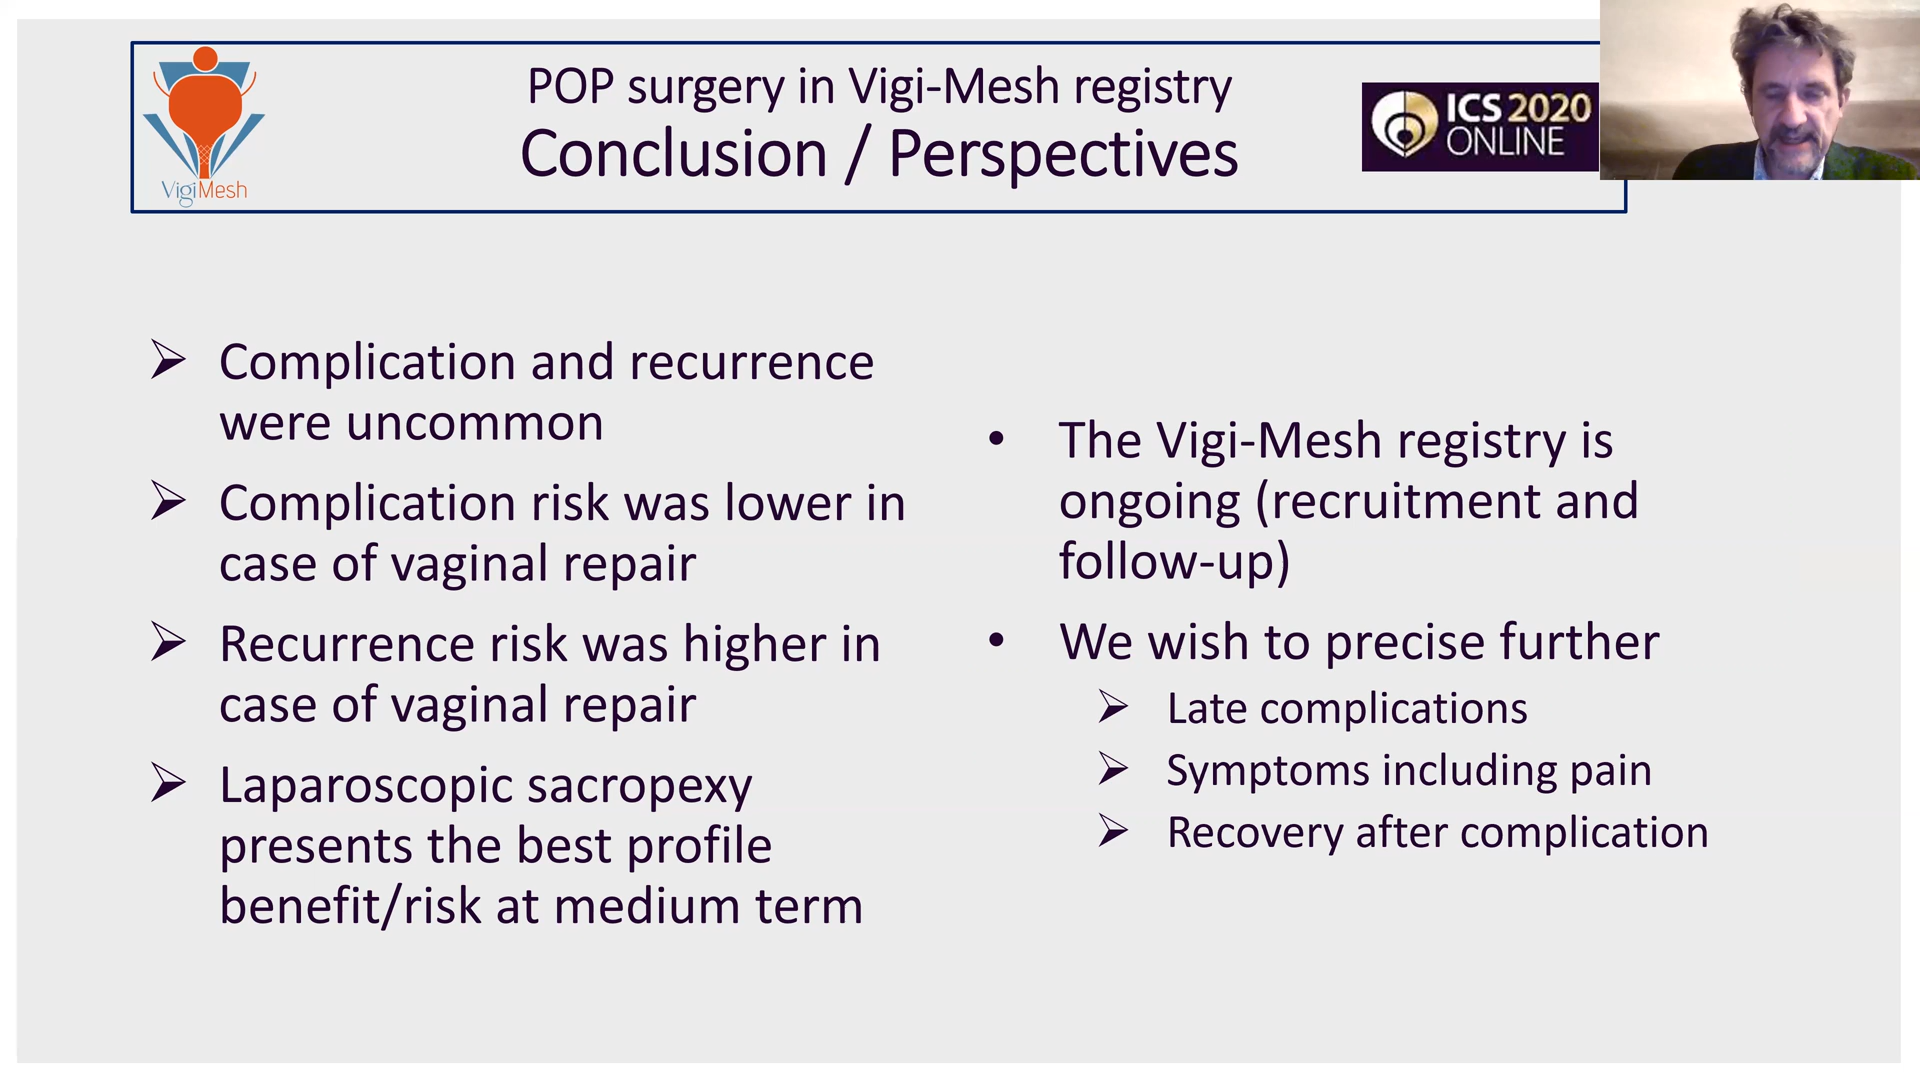 POP surgery in Vigi-Mesh registry
Conclusion / Perspectives
VigiMesh
ICS 2020
ONLINE
Complication and recurrence
were uncommon
Complication risk was lower in
case of vaginal repair
Recurrence risk was higher in
case of vaginal repair
Laparoscopic sacropexy
presents the best profile
benefit/risk at medium term
The Vigi-Mesh registry is
ongoing (recruitment and
follow-up)
We wish to precise further
Late complications
Symptoms including pain
Recovery after complication